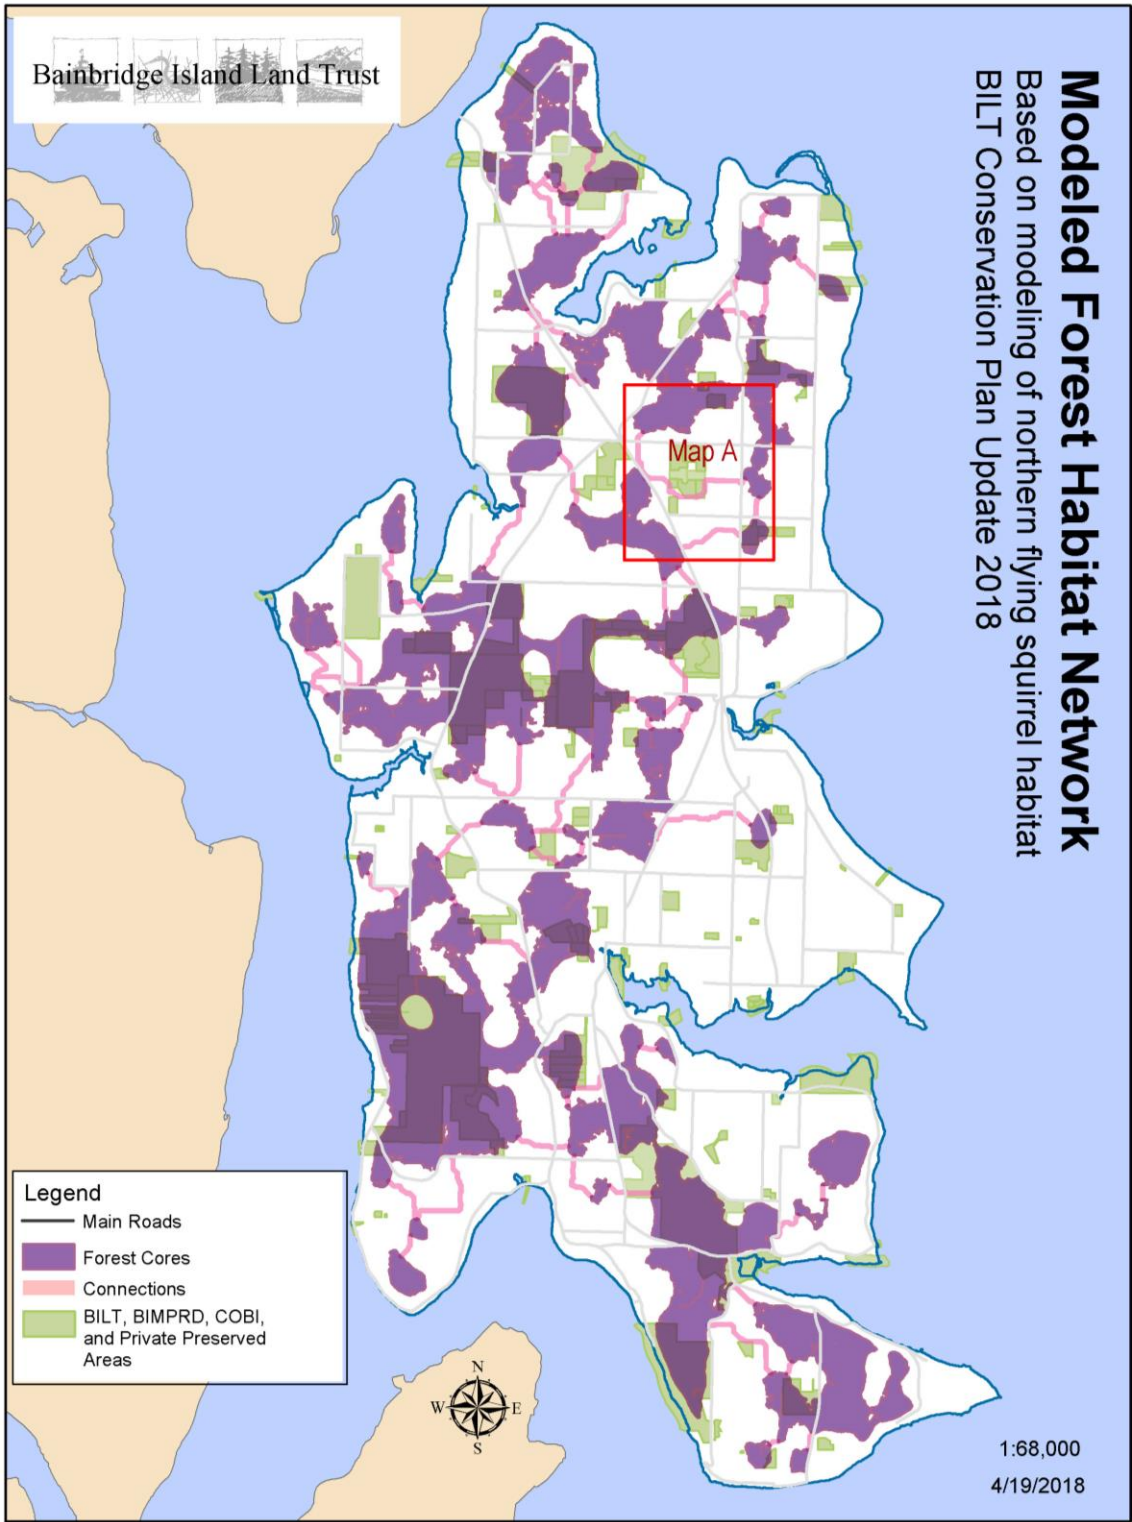 Bainbridge Island Land Trust
Modeled Forest Habitat Network
Based on modeling of northern flying squirrel habitat
BILT Conservation Plan Update 2018
Map A
Legend
Main Roads
Forest Cores
Connections
BILT, BIMPRD, COBI,
and Private Preserved
Areas
N
W E
S
1:68,000
4/19/2018